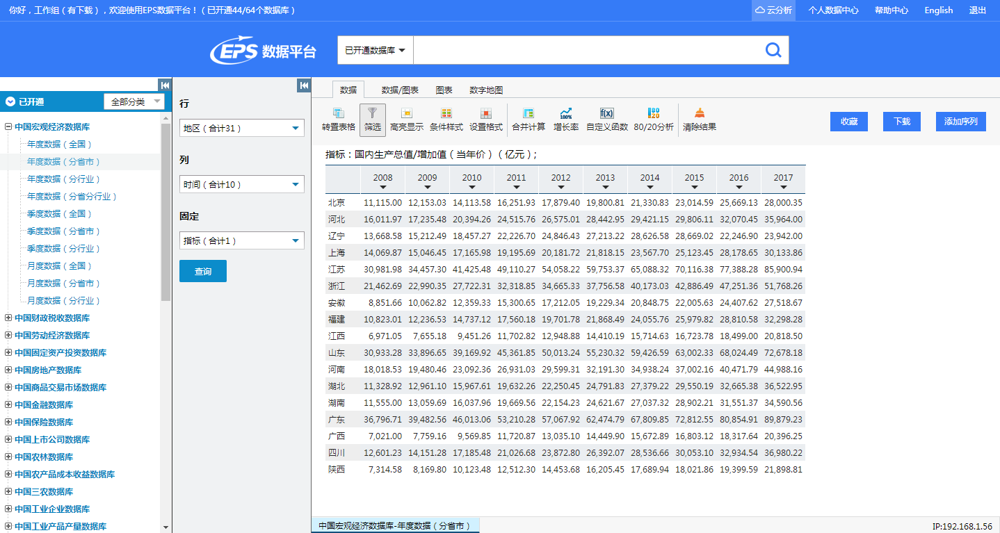 你好，工作组（有下载），欢迎使用EPS数据平台！（已开通44/64个数据库） 云分析 个人数据中心 帮助中心 English 退出
EPS 数据平台 已开通数据库
已开通 全部分类
中国宏观经济数据库
年度数据（全国）
年度数据（分省市）
年度数据（分行业）
年度数据（分省分行业）
季度数据（全国）
季度数据（分省市）
季度数据（分行业）
月度数据（全国）
月度数据（分省市）
月度数据（分行业）
中国财政税收数据库
中国劳动经济数据库
中国固定资产投资数据库
中国房地产数据库
中国商品交易市场数据库
中国金融数据库
中国保险数据库
中国上市公司数据库
中国农林数据库
中国农产品成本收益数据库
中国三农数据库
中国工业企业数据库
中国工业产品产量数据库
行
地区（合计31）
列
时间（合计10）
固定
指标（合计1）
查询
数据 数据/图表 图表 数字地图
100% f(x) 80 20
转置表格 筛选 高亮显示 条件样式 设置格式 合并计算 增长率 自定义函数 80/20分析 清除结果 收藏 下载 添加序列
指标：国内生产总值/增加值（当年价）（亿元）；
2008 2009 2010 2011 2012 2013 2014 2015 2016 2017
北京 11,115.00 12,153.03 14,113.58 16,251.93 17,879.40 19,800.81 21,330.83 23,014.59 25,669.13 28,000.35
河北 16,011.97 17,235.48 20,394.26 24,515.76 26,575.01 28,442.95 29,421.15 29,806.11 32,070.45 35,964.00
辽宁 13,668.58 15,212.49 18,457.27 22,226.70 24,846.43 27,213.22 28,626.58 28,669.02 22,246.90 23,942.00
上海 14,069.87 15,046.45 17,165.98 19,195.69 20,181.72 21,818.15 23,567.70 25,123.45 28,178.65 30,133.86
江苏 30,981.98 34,457.30 41,425.48 49,110.27 54,058.22 59,753.37 65,088.32 70,116.38 77,388.28 85,900.94
浙江 21,462.69 22,990.35 27,722.31 32,318.85 34,665.33 37,756.58 40,173.03 42,886.49 47,251.36 51,768.26
安徽 8,851.66 10,062.82 12,359.33 15,300.65 17,212.05 19,229.34 20,848.75 22,005.63 24,407.62 27,518.67
福建 10,823.01 12,236.53 14,737.12 17,560.18 19,701.78 21,868.49 24,055.76 25,979.82 28,810.58 32,298.28
江西 6,971.05 7,655.18 9,451.26 11,702.82 12,948.88 14,410.19 15,714.63 16,723.78 18,499.00 20,818.50
山东 30,933.28 33,896.65 39,169.92 45,361.85 50,013.24 55,230.32 59,426.59 63,002.33 68,024.49 72,678.18
河南 18,018.53 19,480.46 23,092.36 26,931.03 29,599.31 32,191.30 34,938.24 37,002.16 40,471.79 44,988.16
湖北 11,328.92 12,961.10 15,967.61 19,632.26 22,250.45 24,791.83 27,379.22 29,550.19 32,665.38 36,522.95
湖南 11,555.00 13,059.69 16,037.96 19,669.56 22,154.23 24,621.67 27,037.32 28,902.21 31,551.37 34,590.56
广东 36,796.71 39,482.56 46,013.06 53,210.28 57,067.92 62,474.79 67,809.85 72,812.55 80,854.91 89,879.23
广西 7,021.00 7,759.16 9,569.85 11,720.87 13,035.10 14,449.90 15,672.89 16,803.12 18,317.64 20,396.25
四川 12,601.23 14,151.28 17,185.48 21,026.68 23,872.80 26,392.07 28,536.66 30,053.10 32,934.54 36,980.22
陕西 7,314.58 8,169.80 10,123.48 12,512.30 14,453.68 16,205.45 17,689.94 18,021.86 19,399.59 21,898.81
中国宏观经济数据库-年度数据（分省市） IP:192.168.1.56